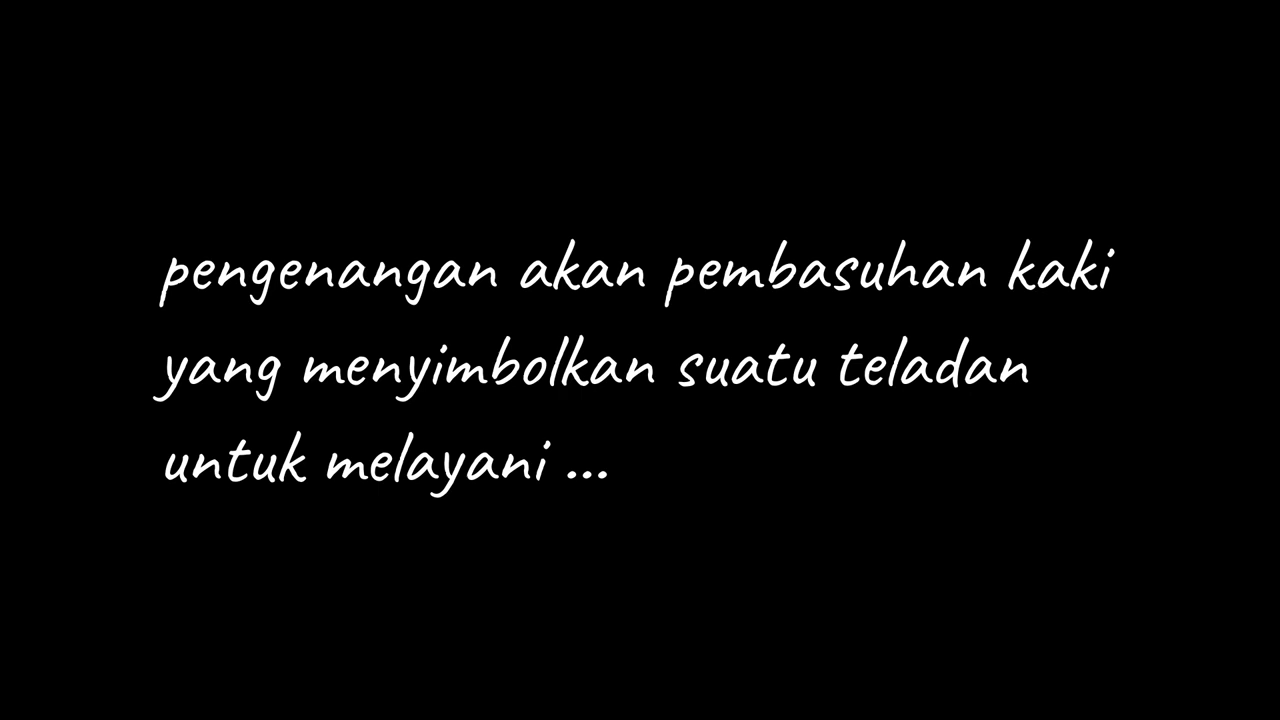 pengenangan akan pembasuhan kaki
yang menyimbolkan suatu teladan
untuk melayani ...